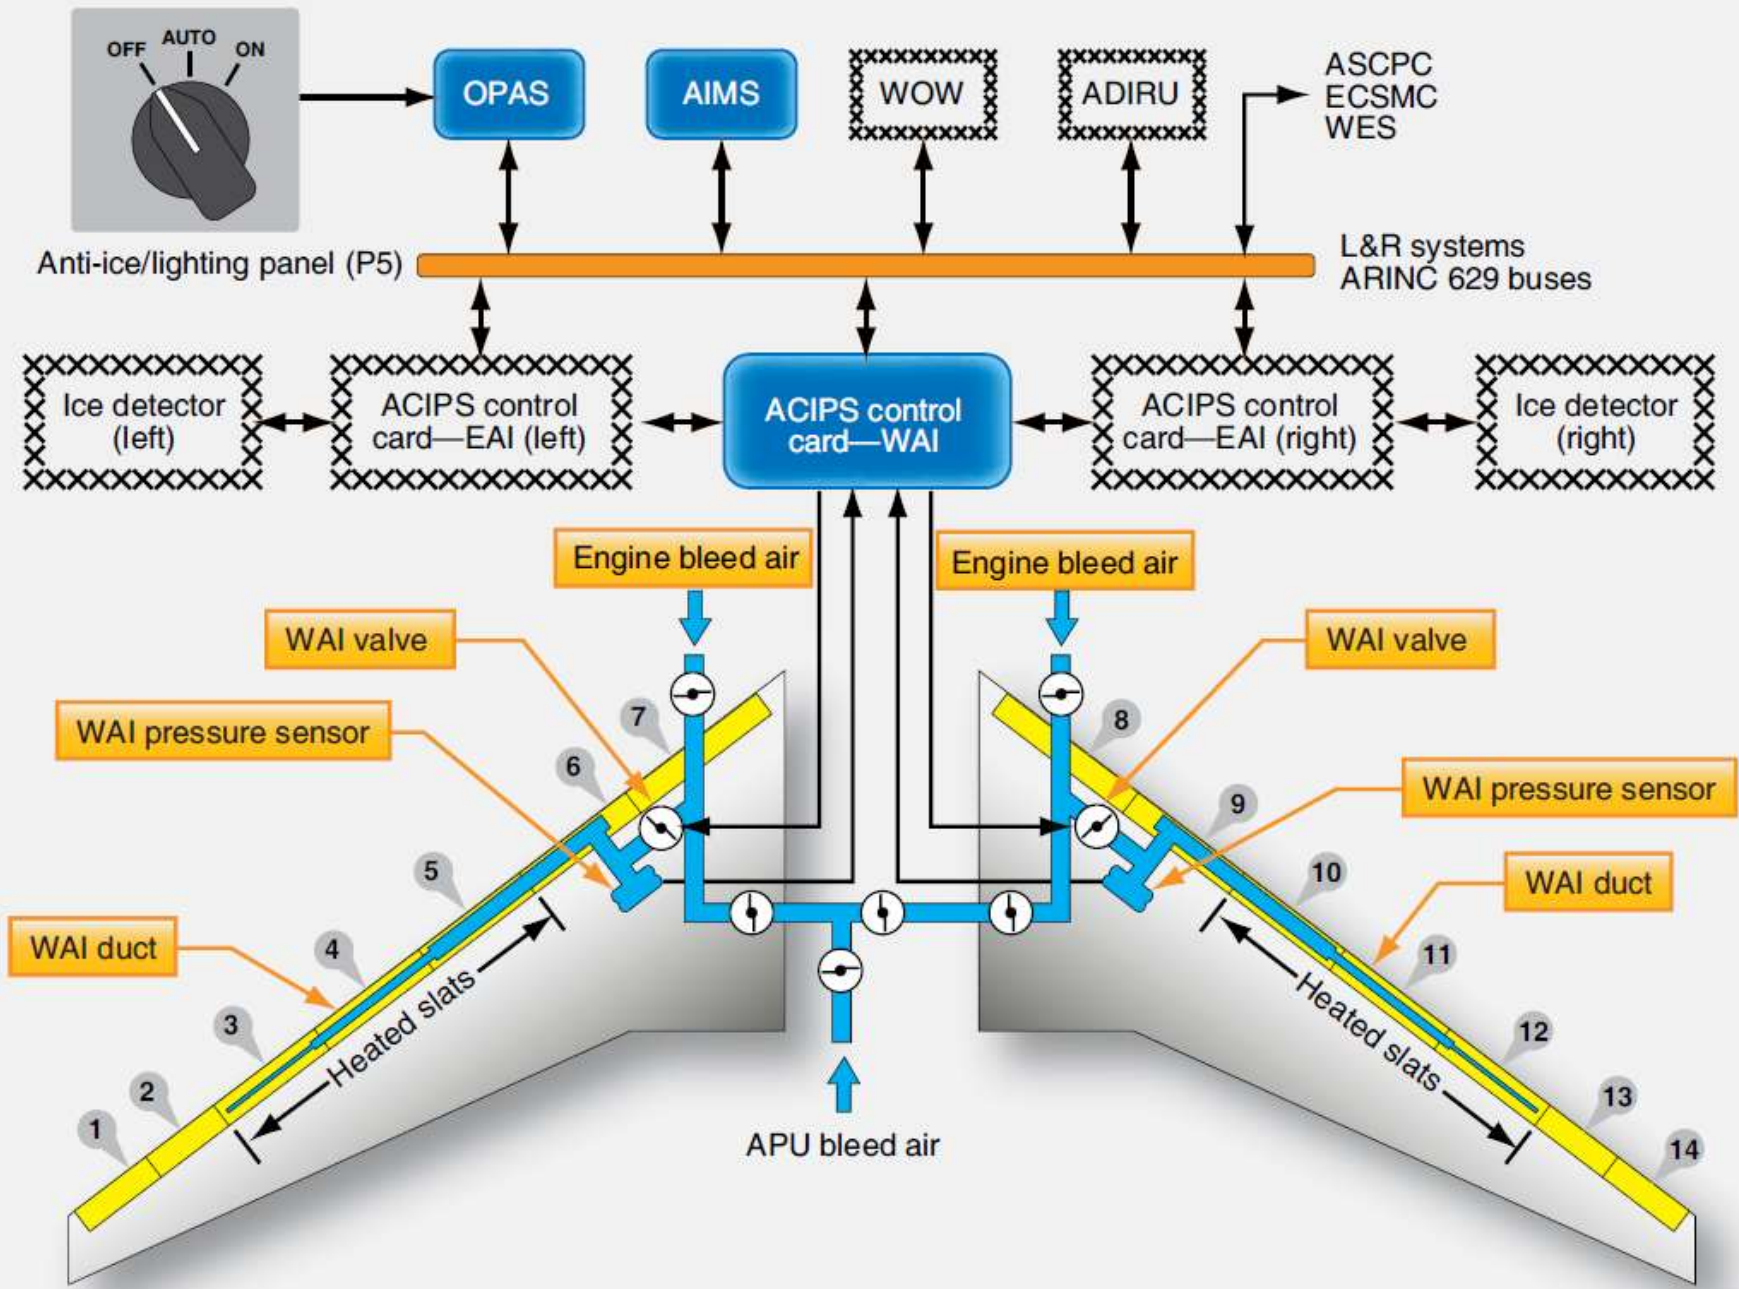 OFF
AUTO
ON
OPAS
AIMS
WOW
ADIRU
ASCPC
ECSMC
WES
Anti-ice/lighting panel (P5)
L&R systems
ARINC 629 buses
Ice detector
(left)
ACIPS control
card—EAI (left)
ACIPS control
card—WAI
ACIPS control
card—EAI (right)
Ice detector
(right)
Engine bleed air
Engine bleed air
WAI valve
WAI valve
WAI pressure sensor
WAI pressure sensor
WAI duct
WAI duct
7
6
5
4
3
2
1
8
9
10
11
12
13
14
Heated slats
Heated slats
APU bleed air